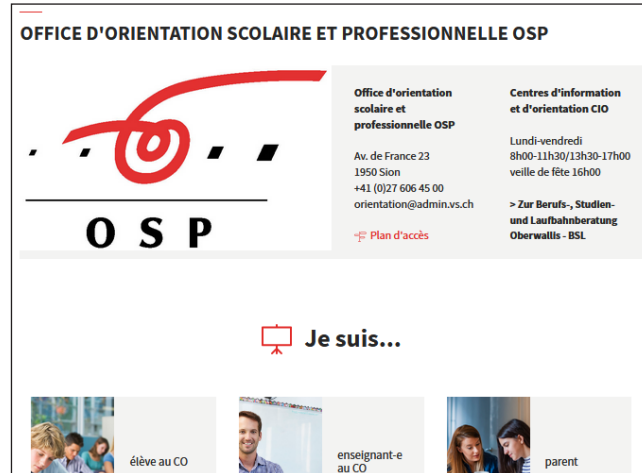 OFFICE D'ORIENTATION SCOLAIRE ET PROFESSIONNELLE OSP
O S P
Office d'orientation
scolaire et
professionnelle OSP
Av. de France 23
1950 Sion
+41 (0)27 606 45 00
orientation@admin.vs.ch
Plan d'accès
Centres d'information
et d'orientation CIO
Lundi-vendredi
8h00-11h30/13h30-17h00
veille de fête 16h00
> Zur Berufs-, Studien-
und Laufbahnberatung
Oberwallis - BSL
Je suis...
élève au CO
enseignant-e
au CO
parent